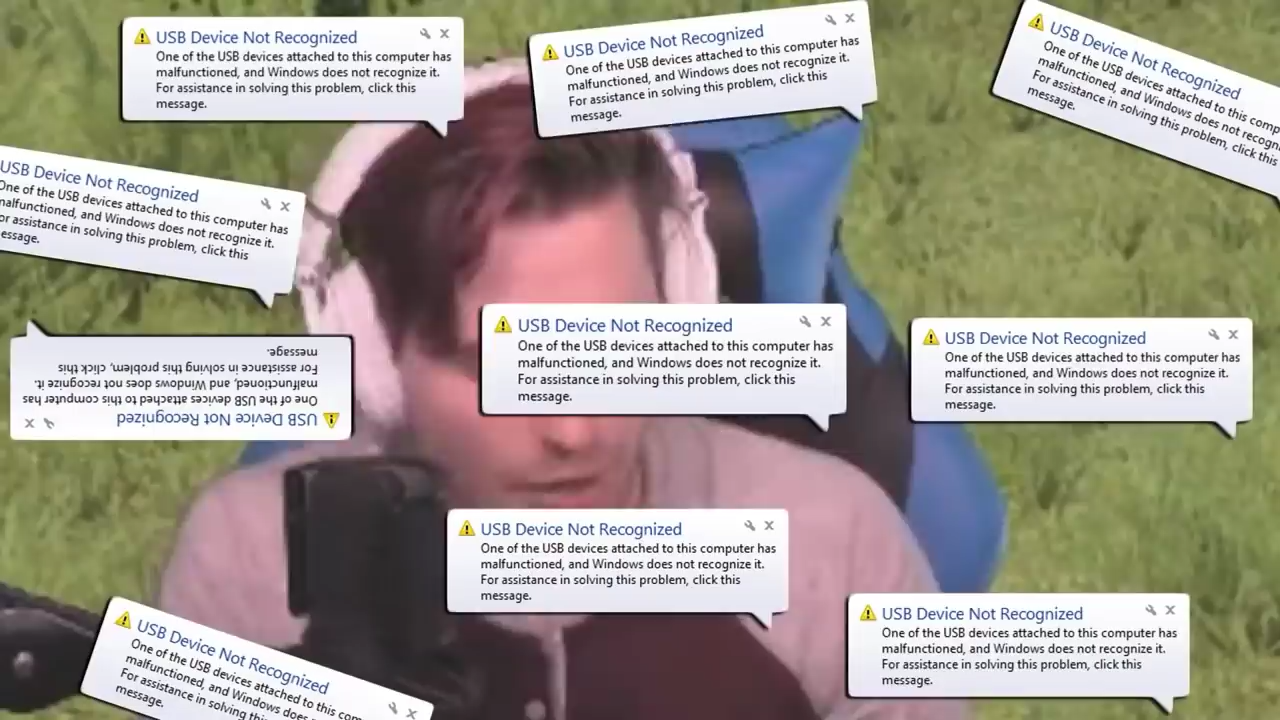 USB Device Not Recognized
One of the USB devices attached to this computer has
malfunctioned, and Windows does not recognize it.
For assistance in solving this problem, click this
message.
USB Device Not Recognized
One of the USB devices attached to this computer has
malfunctioned, and Windows does not recognize it.
For assistance in solving this problem, click this
message.
USB Device Not Recognized
One of the USB devices attached to this comp
malfunctioned, and Windows does not recogn
For assistance in solving this problem, click this
message.
USB Device Not Recognized
One of the USB devices attached to this computer has
malfunctioned, and Windows does not recognize it.
or assistance in solving this problem, click this
essage.
USB Device Not Recognized
One of the USB devices attached to this computer has
malfunctioned, and Windows does not recognize it.
For assistance in solving this problem, click this
message.
USB Device Not Recognized
One of the USB devices attached to this computer has
malfunctioned, and Windows does not recognize it.
For assistance in solving this problem, click this
message.
USB Device Not Recognized
One of the USB devices attached to this computer has
malfunctioned, and Windows does not recognize it.
For assistance in solving this problem, click this
message.
USB Device Not Recognized
One of the USB devices attached to this computer has
malfunctioned, and Windows does not recognize it.
For assistance in solving this problem, click this
message.
USB Device Not Recognized
One of the USB devices attached to this computer has
malfunctioned, and Windows does not recognize it.
For assistance in solving this problem, click this
message.
USB Device Not Recognized
One of the USB devices attached to this com
malfunctioned, and Windows does
For assistance in solving this
message.